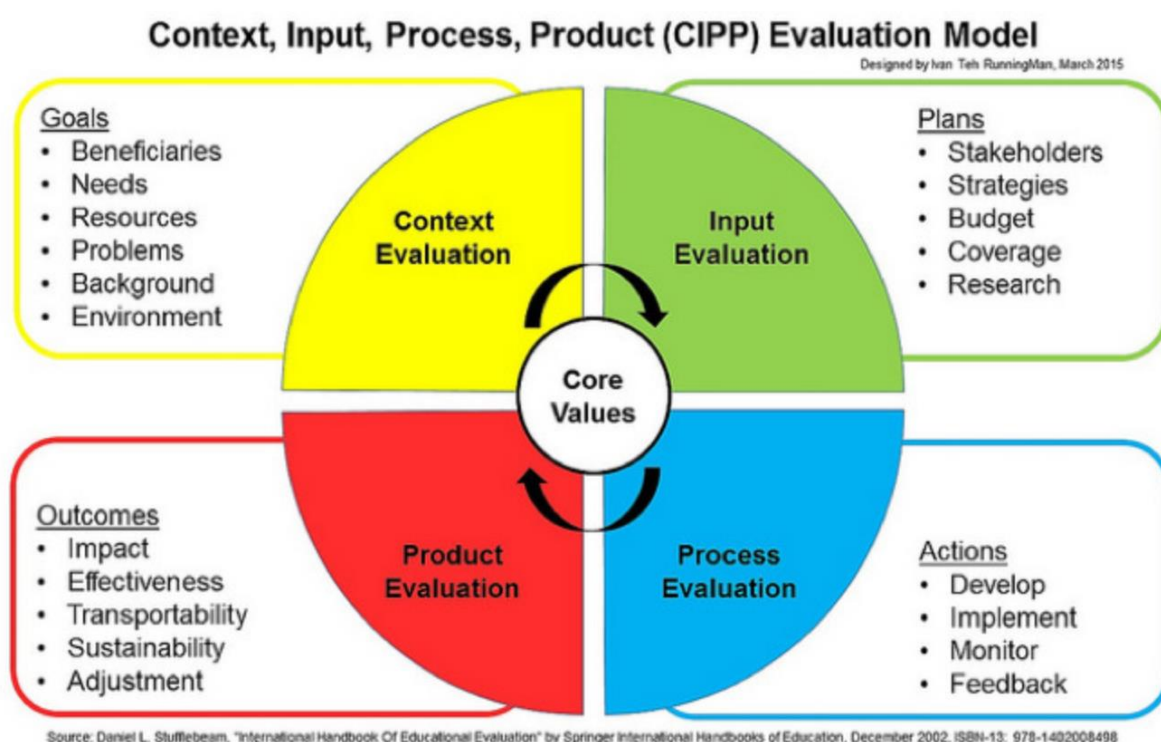 Context, Input, Process, Product (CIPP) Evaluation Model
Designed by Ivan Teh RunningMan, March 2015
Goals
• Beneficiaries
• Needs
• Resources
• Problems
• Background
• Environment
Context
Evaluation
Input
Evaluation
Plans
• Stakeholders
• Strategies
• Budget
• Coverage
• Research
Core
Values
Outcomes
• Impact
• Effectiveness
• Transportability
• Sustainability
• Adjustment
Product
Evaluation
Process
Evaluation
Actions
• Develop
• Implement
• Monitor
• Feedback
Source: Daniel L. Stufflebeam, "International Handbook Of Educational Evaluation" by Springer International Handbooks of Education, December 2002, ISBN-13: 978-1402008498